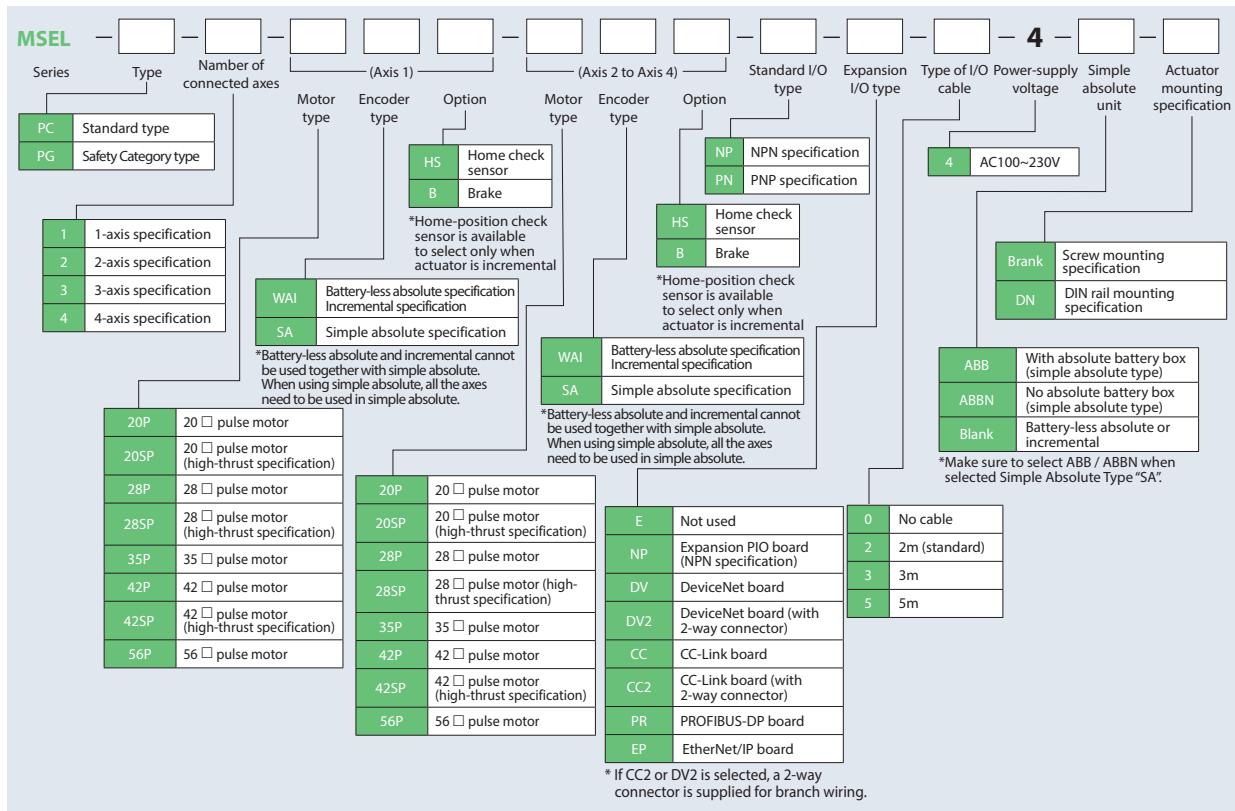 MSEL — — — — — — — — 4 — —
Series
Type
Namber of
connected axes
(Axis 1)
(Axis 2 to Axis 4)
Standard I/O
type
Expansion
I/O type
Type of I/O
cable
Power-supply
voltage
Simple
absolute
unit
Actuator
mounting
specification
Motor
type
Encoder
type
Option
Motor
type
Encoder
type
Option
PC Standard type
PG Safety Category type
1 1-axis specification
2 2-axis specification
3 3-axis specification
4 4-axis specification
HS Home check
sensor
B Brake
*Home-position check
sensor is available
to select only when
actuator is incremental
WAI Battery-less absolute specification
Incremental specification
SA Simple absolute specification
*Battery-less absolute and incremental cannot
be used together with simple absolute.
When using simple absolute, all the axes
need to be used in simple absolute.
20P 20 □ pulse motor
20SP 20 □ pulse motor
(high-thrust specification)
28P 28 □ pulse motor
28SP 28 □ pulse motor
(high-thrust specification)
35P 35 □ pulse motor
42P 42 □ pulse motor
42SP 42 □ pulse motor
(high-thrust specification)
56P 56 □ pulse motor
NP NPN specification
PN PNP specification
HS Home check
sensor
B Brake
*Home-position check
sensor is available
to select only when
actuator is incremental
WAI Battery-less absolute specification
Incremental specification
SA Simple absolute specification
*Battery-less absolute and incremental cannot
be used together with simple absolute.
When using simple absolute, all the axes
need to be used in simple absolute.
20P 20 □ pulse motor
20SP 20 □ pulse motor
(high-thrust specification)
28P 28 □ pulse motor
28SP 28 □ pulse motor (high-
thrust specification)
35P 35 □ pulse motor
42P 42 □ pulse motor
42SP 42 □ pulse motor
(high-thrust specification)
56P 56 □ pulse motor
E Not used
NP Expansion PIO board
(NPN specification)
DV DeviceNet board
DV2 DeviceNet board (with
2-way connector)
CC CC-Link board
CC2 CC-Link board (with
2-way connector)
PR PROFIBUS-DP board
EP EtherNet/IP board
* If CC2 or DV2 is selected, a 2-way
connector is supplied for branch wiring.
4 AC100~230V
Brank Screw mounting
specification
DN DIN rail mounting
specification
ABB With absolute battery box
(simple absolute type)
ABBN No absolute battery box
(simple absolute type)
Blank Battery-less absolute or
incremental
*Make sure to select ABB / ABBN when
selected Simple Absolute Type “SA”.
0 No cable
2 2m (standard)
3 3m
5 5m